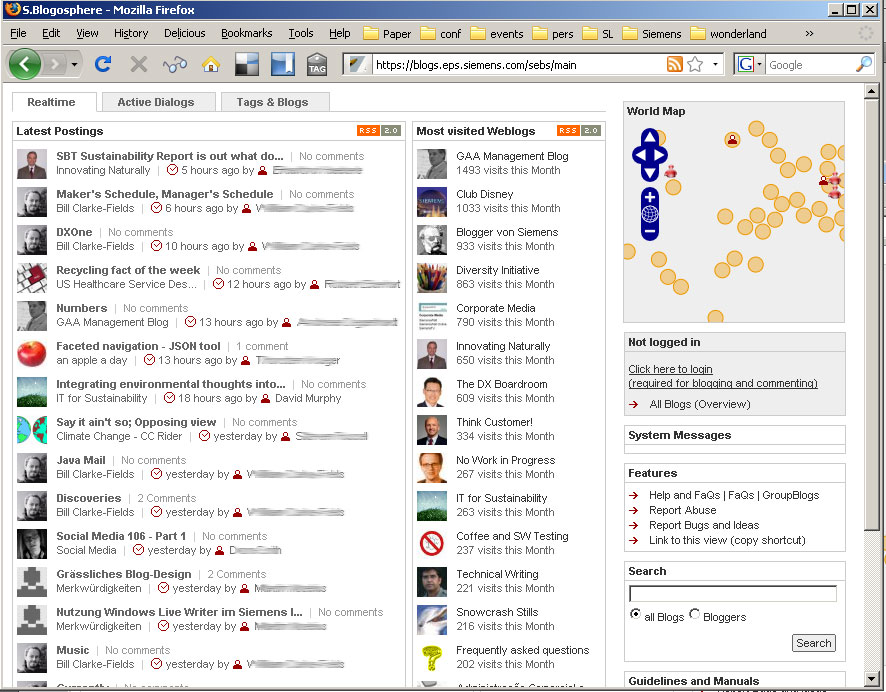 S.Blogosphere - Mozilla Firefox
File Edit View History Delicious Bookmarks Tools Help Paper conf events pers SL Siemens wonderland »
TAG https://blogs.eps.siemens.com/sebs/main G Google
Realtime Active Dialogs Tags & Blogs
Latest Postings RSS 2.0
SBT Sustainability Report is out what do... | No comments
Innovating Naturally | 5 hours ago by
Maker's Schedule, Manager's Schedule | No comments
Bill Clarke-Fields | 6 hours ago by
DXOne | No comments
Bill Clarke-Fields | 10 hours ago by
Recycling fact of the week | No comments
US Healthcare Service Des... | 12 hours ago by
Numbers | No comments
GAA Management Blog | 13 hours ago by
Faceted navigation - JSON tool | 1 comment
an apple a day | 13 hours ago by
Integrating environmental thoughts into... | No comments
IT for Sustainability | 18 hours ago by David Murphy
Say it ain't so; Opposing view | No comments
Climate Change - CC Rider | yesterday by
Java Mail | No comments
Bill Clarke-Fields | yesterday by
Discoveries | 2 Comments
Bill Clarke-Fields | yesterday by
Social Media 106 - Part 1 | No comments
Social Media | yesterday by
Grässliches Blog-Design | 2 Comments
Merkwürdigkeiten | yesterday by
Nutzung Windows Live Writer im Siemens I... | No comments
Merkwürdigkeiten | yesterday by
Music | No comments
Bill Clarke-Fields | yesterday by
Most visited Weblogs RSS 2.0
GAA Management Blog
1493 visits this Month
Club Disney
1033 visits this Month
Blogger von Siemens
933 visits this Month
Diversity Initiative
863 visits this Month
Corporate Media
790 visits this Month
Innovating Naturally
650 visits this Month
The DX Boardroom
609 visits this Month
Think Customer!
334 visits this Month
No Work in Progress
267 visits this Month
IT for Sustainability
263 visits this Month
Coffee and SW Testing
237 visits this Month
Technical Writing
221 visits this Month
Snowcrash Stills
216 visits this Month
Frequently asked questions
202 visits this Month
World Map
Not logged in
Click here to login
(required for blogging and commenting)
All Blogs (Overview)
System Messages
Features
Help and FaQs | FaQs | GroupBlogs
Report Abuse
Report Bugs and Ideas
Link to this view (copy shortcut)
Search
all Blogs Bloggers
Search
Guidelines and Manuals